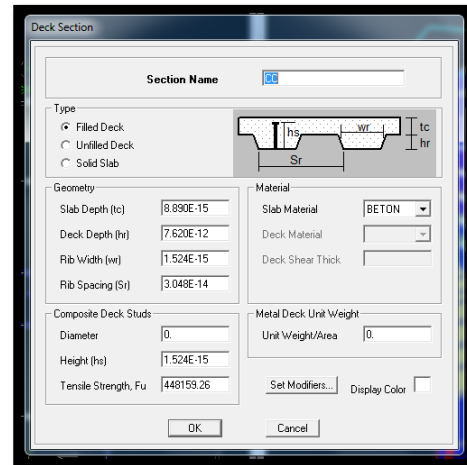 Deck Section
Section Name CC
Type
Filled Deck
Unfilled Deck
Solid Slab
hs wr tc
hr
Sr
Geometry
Slab Depth (tc) 8.890E-15
Deck Depth (hr) 7.620E-12
Rib Width (wr) 1.524E-15
Rib Spacing (Sr) 3.048E-14
Material
Slab Material BETON
Deck Material
Deck Shear Thick
Composite Deck Studs
Diameter 0.
Height (hs) 1.524E-15
Tensile Strength, Fu 448159.26
Metal Deck Unit Weight
Unit Weight/Area 0.
Set Modifiers... Display Color
OK Cancel